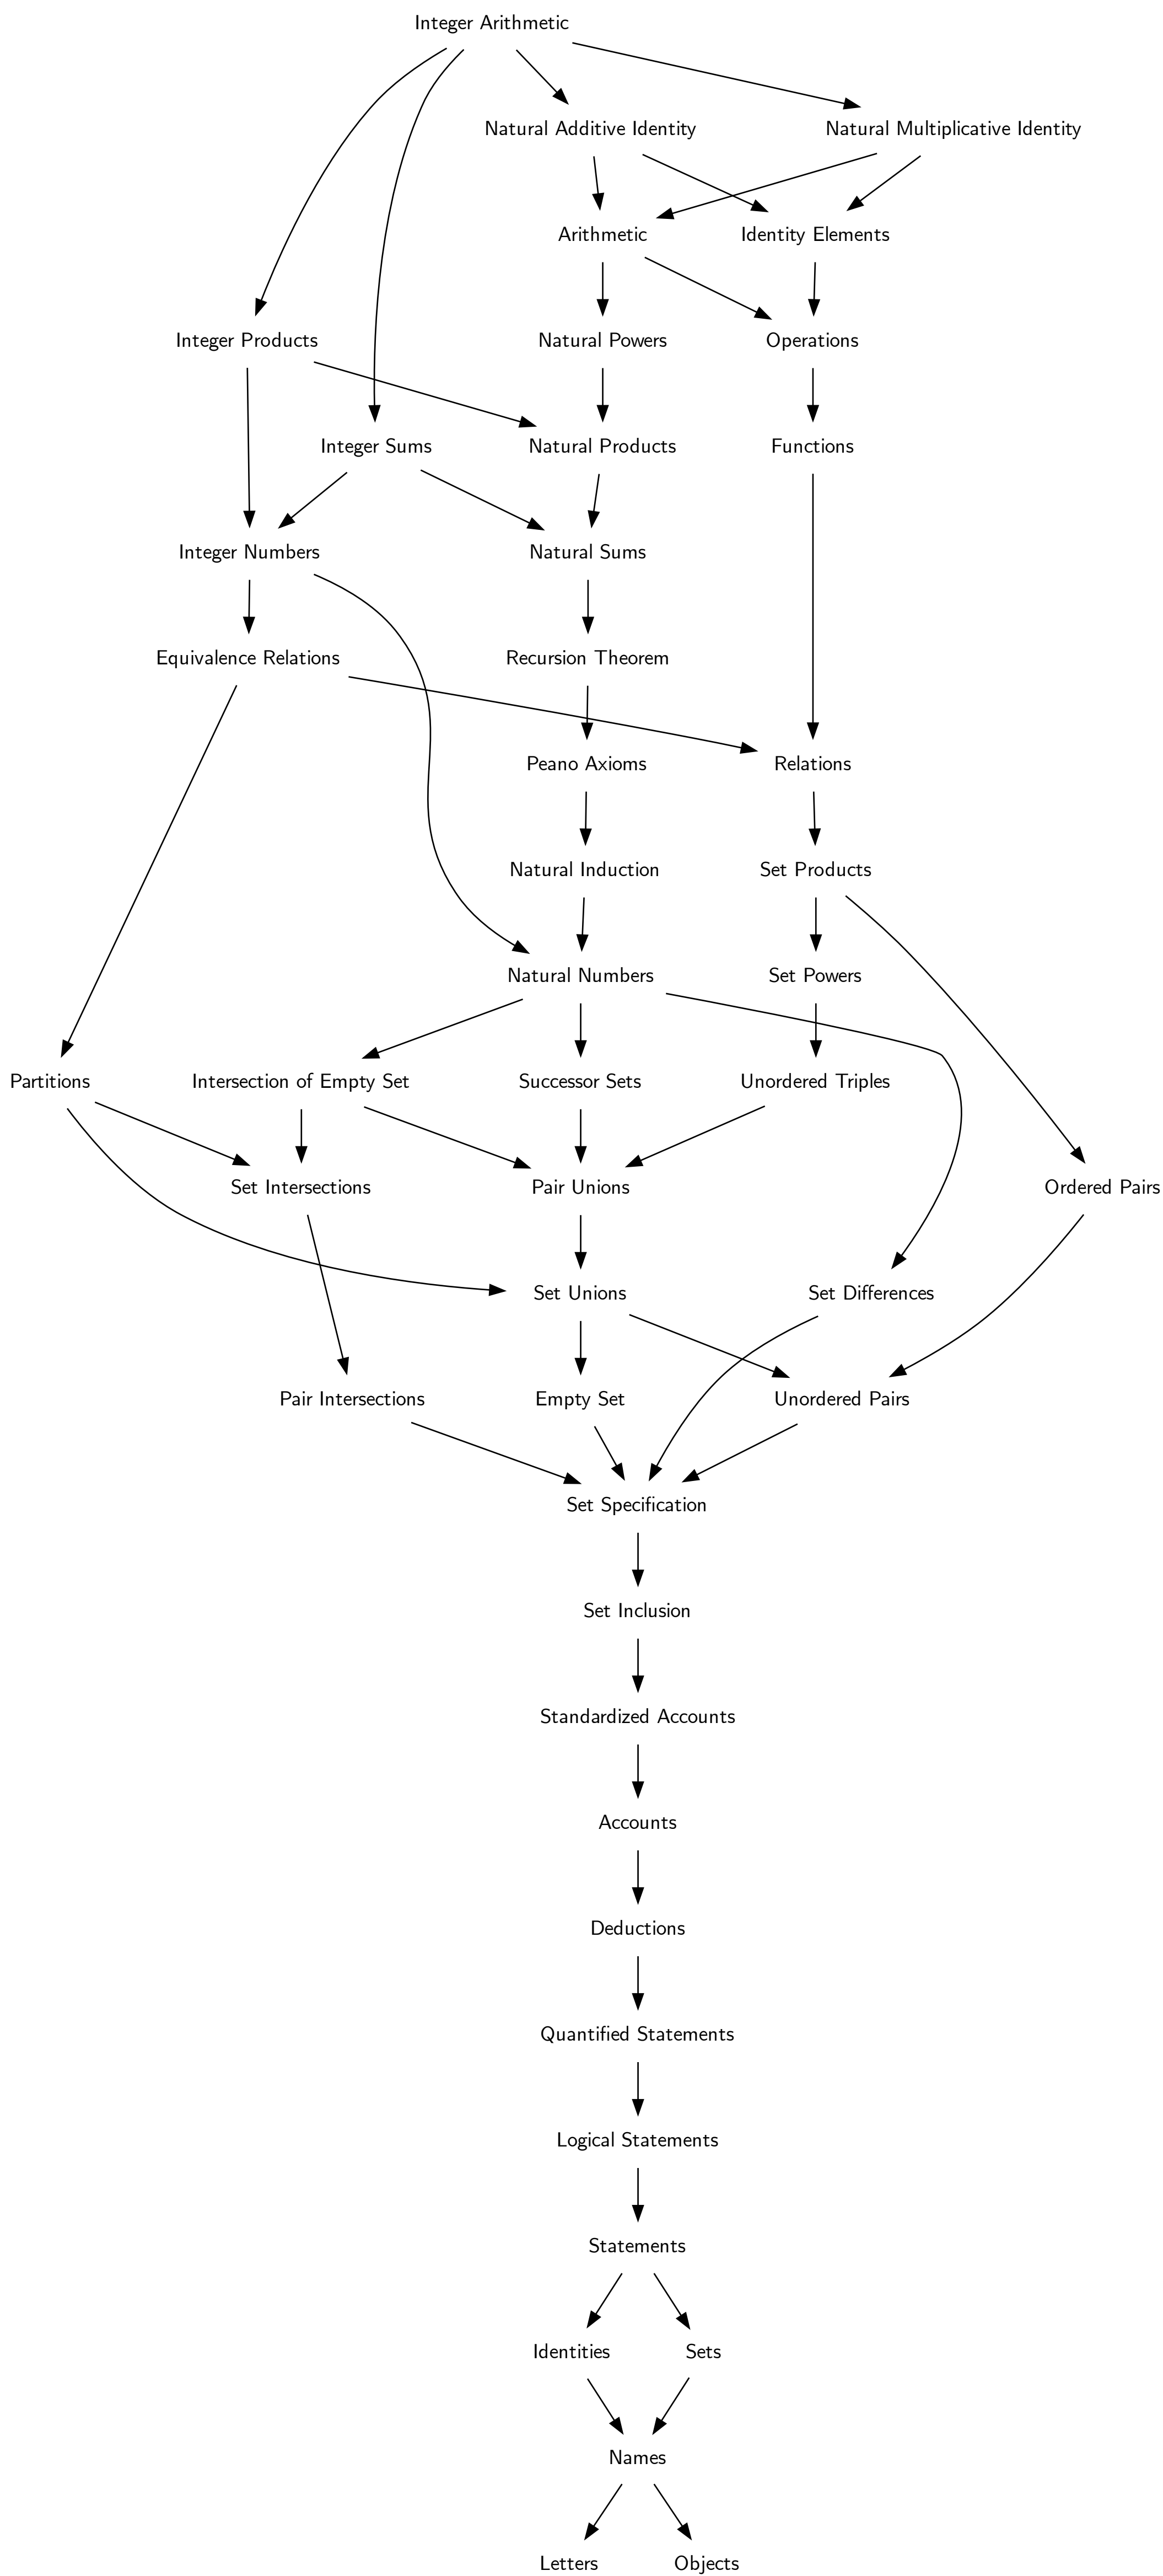 Integer Arithmetic
Natural Additive Identity
Natural Multiplicative Identity
Arithmetic
Identity Elements
Integer Products
Natural Powers
Operations
Integer Sums
Natural Products
Functions
Integer Numbers
Natural Sums
Equivalence Relations
Recursion Theorem
Peano Axioms
Relations
Natural Induction
Set Products
Natural Numbers
Set Powers
Partitions
Intersection of Empty Set
Successor Sets
Unordered Triples
Set Intersections
Pair Unions
Ordered Pairs
Set Unions
Set Differences
Pair Intersections
Empty Set
Unordered Pairs
Set Specification
Set Inclusion
Standardized Accounts
Accounts
Deductions
Quantified Statements
Logical Statements
Statements
Identities
Sets
Names
Letters
Objects